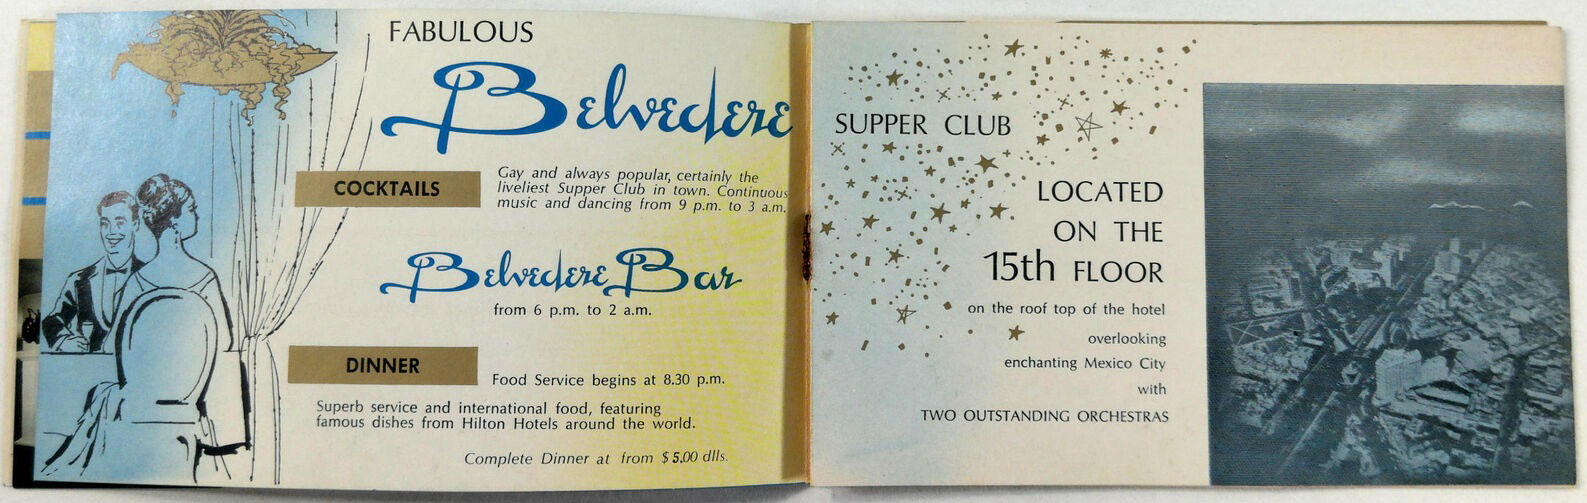 FABULOUS
Belvedere
COCKTAILS
Gay and always popular, certainly the
liveliest Supper Club in town. Continuous
music and dancing from 9 p.m. to 3 a.m.
Belvedere Bar
from 6 p.m. to 2 a.m.
DINNER
Food Service begins at 8.30 p.m.
Superb service and international food, featuring
famous dishes from Hilton Hotels around the world.
Complete Dinner at from $5.00 dlls.
SUPPER CLUB
LOCATED
ON THE
15th FLOOR
on the roof top of the hotel
overlooking
enchanting Mexico City
with
TWO OUTSTANDING ORCHESTRAS